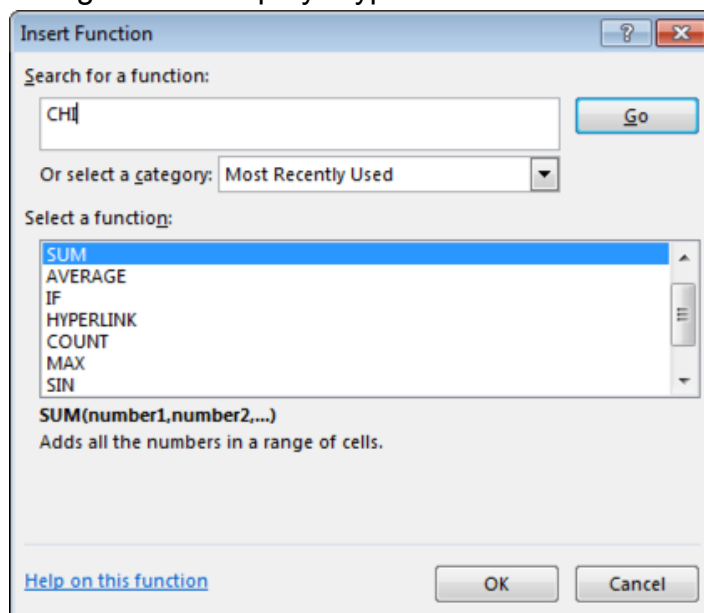 Insert Function
Search for a function:
CHI
Go
Or select a category: Most Recently Used
Select a function:
SUM
AVERAGE
IF
HYPERLINK
COUNT
MAX
SIN
SUM(number1,number2,...)
Adds all the numbers in a range of cells.
Help on this function
OK
Cancel